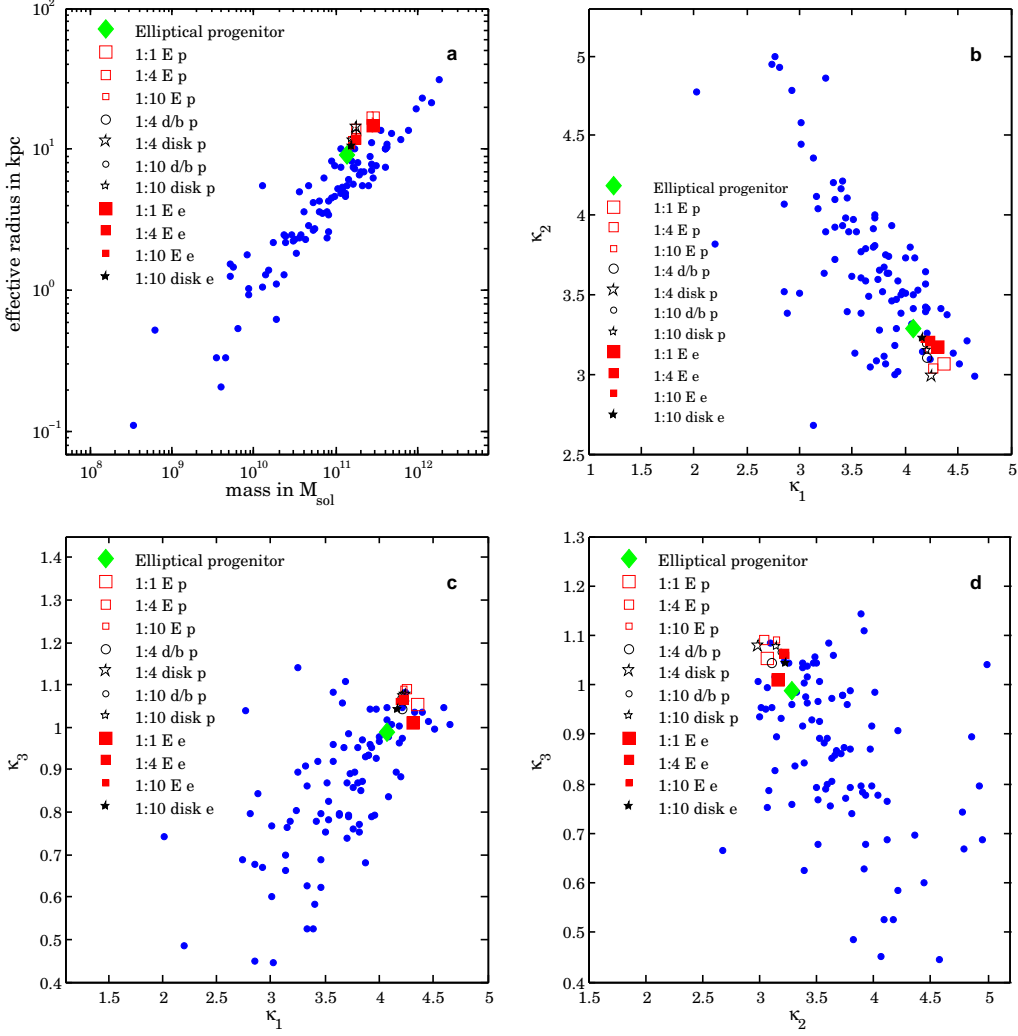 a
effective radius in kpc
10^2
10^1
10^0
10^-1
10^8 10^9 10^10 10^11 10^12
mass in M_sol
Elliptical progenitor
1:1 E p
1:4 E p
1:10 E p
1:4 d/b p
1:4 disk p
1:10 d/b p
1:10 disk p
1:1 E e
1:4 E e
1:10 E e
1:10 disk e
b
κ_2
5
4.5
4
3.5
3
2.5
1 1.5 2 2.5 3 3.5 4 4.5 5
κ_1
Elliptical progenitor
1:1 E p
1:4 E p
1:10 E p
1:4 d/b p
1:4 disk p
1:10 d/b p
1:10 disk p
1:1 E e
1:4 E e
1:10 E e
1:10 disk e
c
κ_3
1.4
1.3
1.2
1.1
1
0.9
0.8
0.7
0.6
0.5
0.4
1.5 2 2.5 3 3.5 4 4.5 5
κ_1
Elliptical progenitor
1:1 E p
1:4 E p
1:10 E p
1:4 d/b p
1:4 disk p
1:10 d/b p
1:10 disk p
1:1 E e
1:4 E e
1:10 E e
1:10 disk e
d
κ_3
1.3
1.2
1.1
1
0.9
0.8
0.7
0.6
0.5
0.4
1.5 2 2.5 3 3.5 4 4.5 5
κ_2
Elliptical progenitor
1:1 E p
1:4 E p
1:10 E p
1:4 d/b p
1:4 disk p
1:10 d/b p
1:10 disk p
1:1 E e
1:4 E e
1:10 E e
1:10 disk e